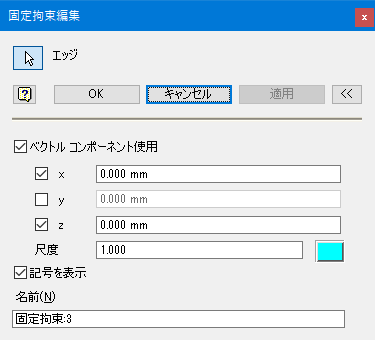 固定拘束編集
エッジ
OK キャンセル 適用 <<
ベクトル コンポーネント使用
x 0.000 mm
y 0.000 mm
z 0.000 mm
尺度 1.000
記号を表示
名前(N)
固定拘束:3